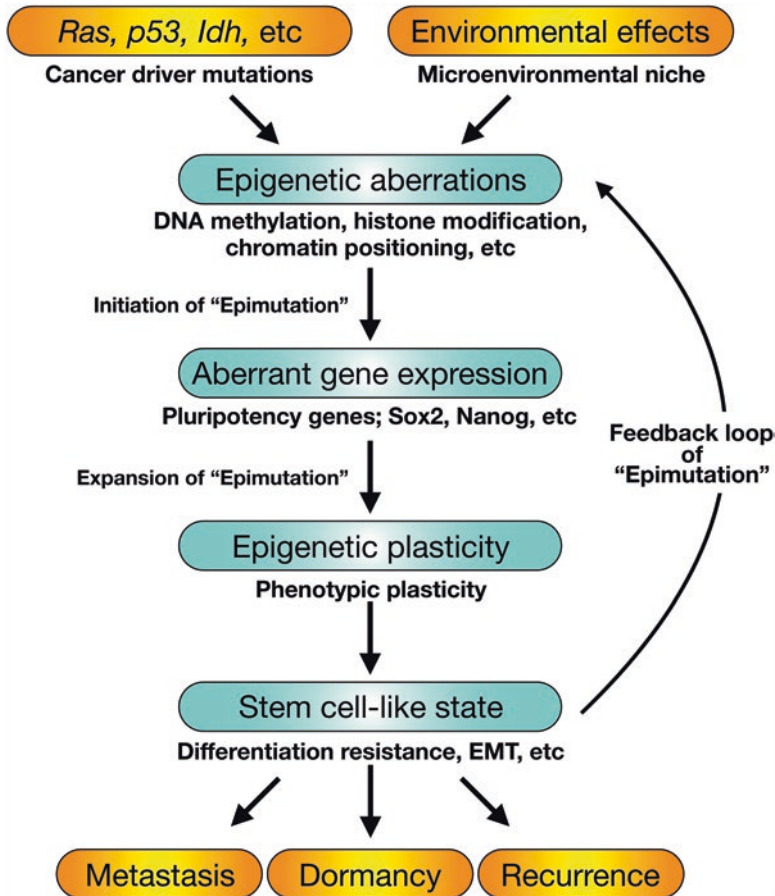 Ras, p53, Idh, etc
Environmental effects
Cancer driver mutations
Microenvironmental niche
Epigenetic aberrations
DNA methylation, histone modification,
chromatin positioning, etc
Initiation of “Epimutation”
Aberrant gene expression
Pluripotency genes; Sox2, Nanog, etc
Expansion of “Epimutation”
Feedback loop
of
“Epimutation”
Epigenetic plasticity
Phenotypic plasticity
Stem cell-like state
Differentiation resistance, EMT, etc
Metastasis
Dormancy
Recurrence